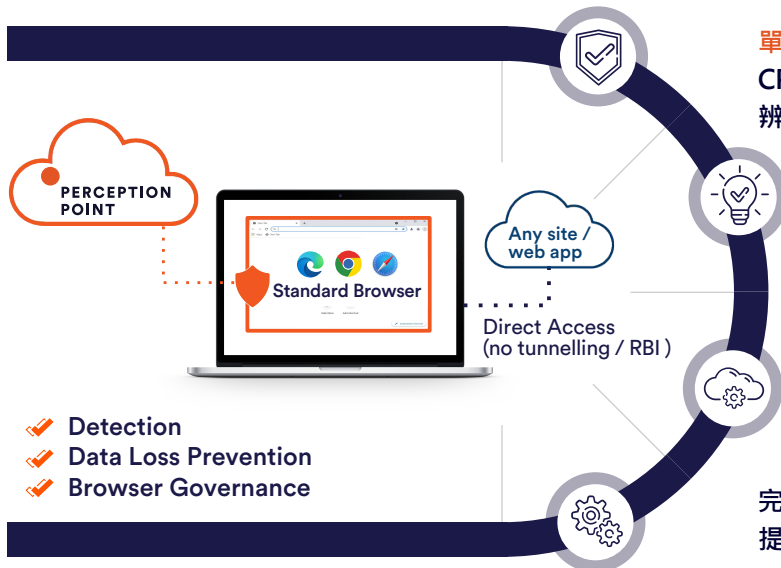 單
CP
辨
PERCEPTION
POINT
Any site /
web app
Standard Browser
Direct Access
(no tunnelling / RBI )
Detection
Data Loss Prevention
Browser Governance
完
提